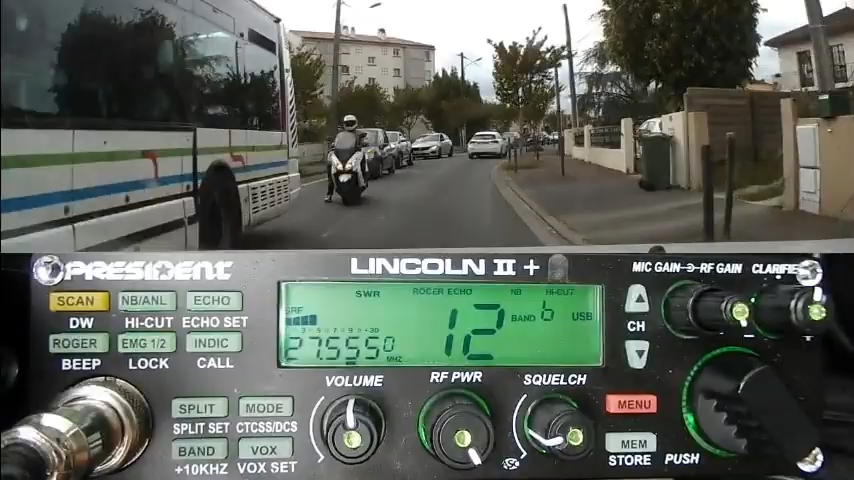 PRESIDENT
LINCOLN II +
MIC GAIN RF GAIN CLARIFIER
SCAN NB/ANL ECHO
DW HI-CUT ECHO SET
ROGER EMG 1/2 INDIC
BEEP LOCK CALL
SPLIT MODE
SPLIT SET CTCSS/DCS
BAND VOX
+10KHZ VOX SET
SWR ROGER ECHO NB HI-CUT
SRF
12 BAND b USB
27.5550 MHZ
VOLUME RF PWR SQUELCH
ASC
CH
MENU
MEM
STORE PUSH